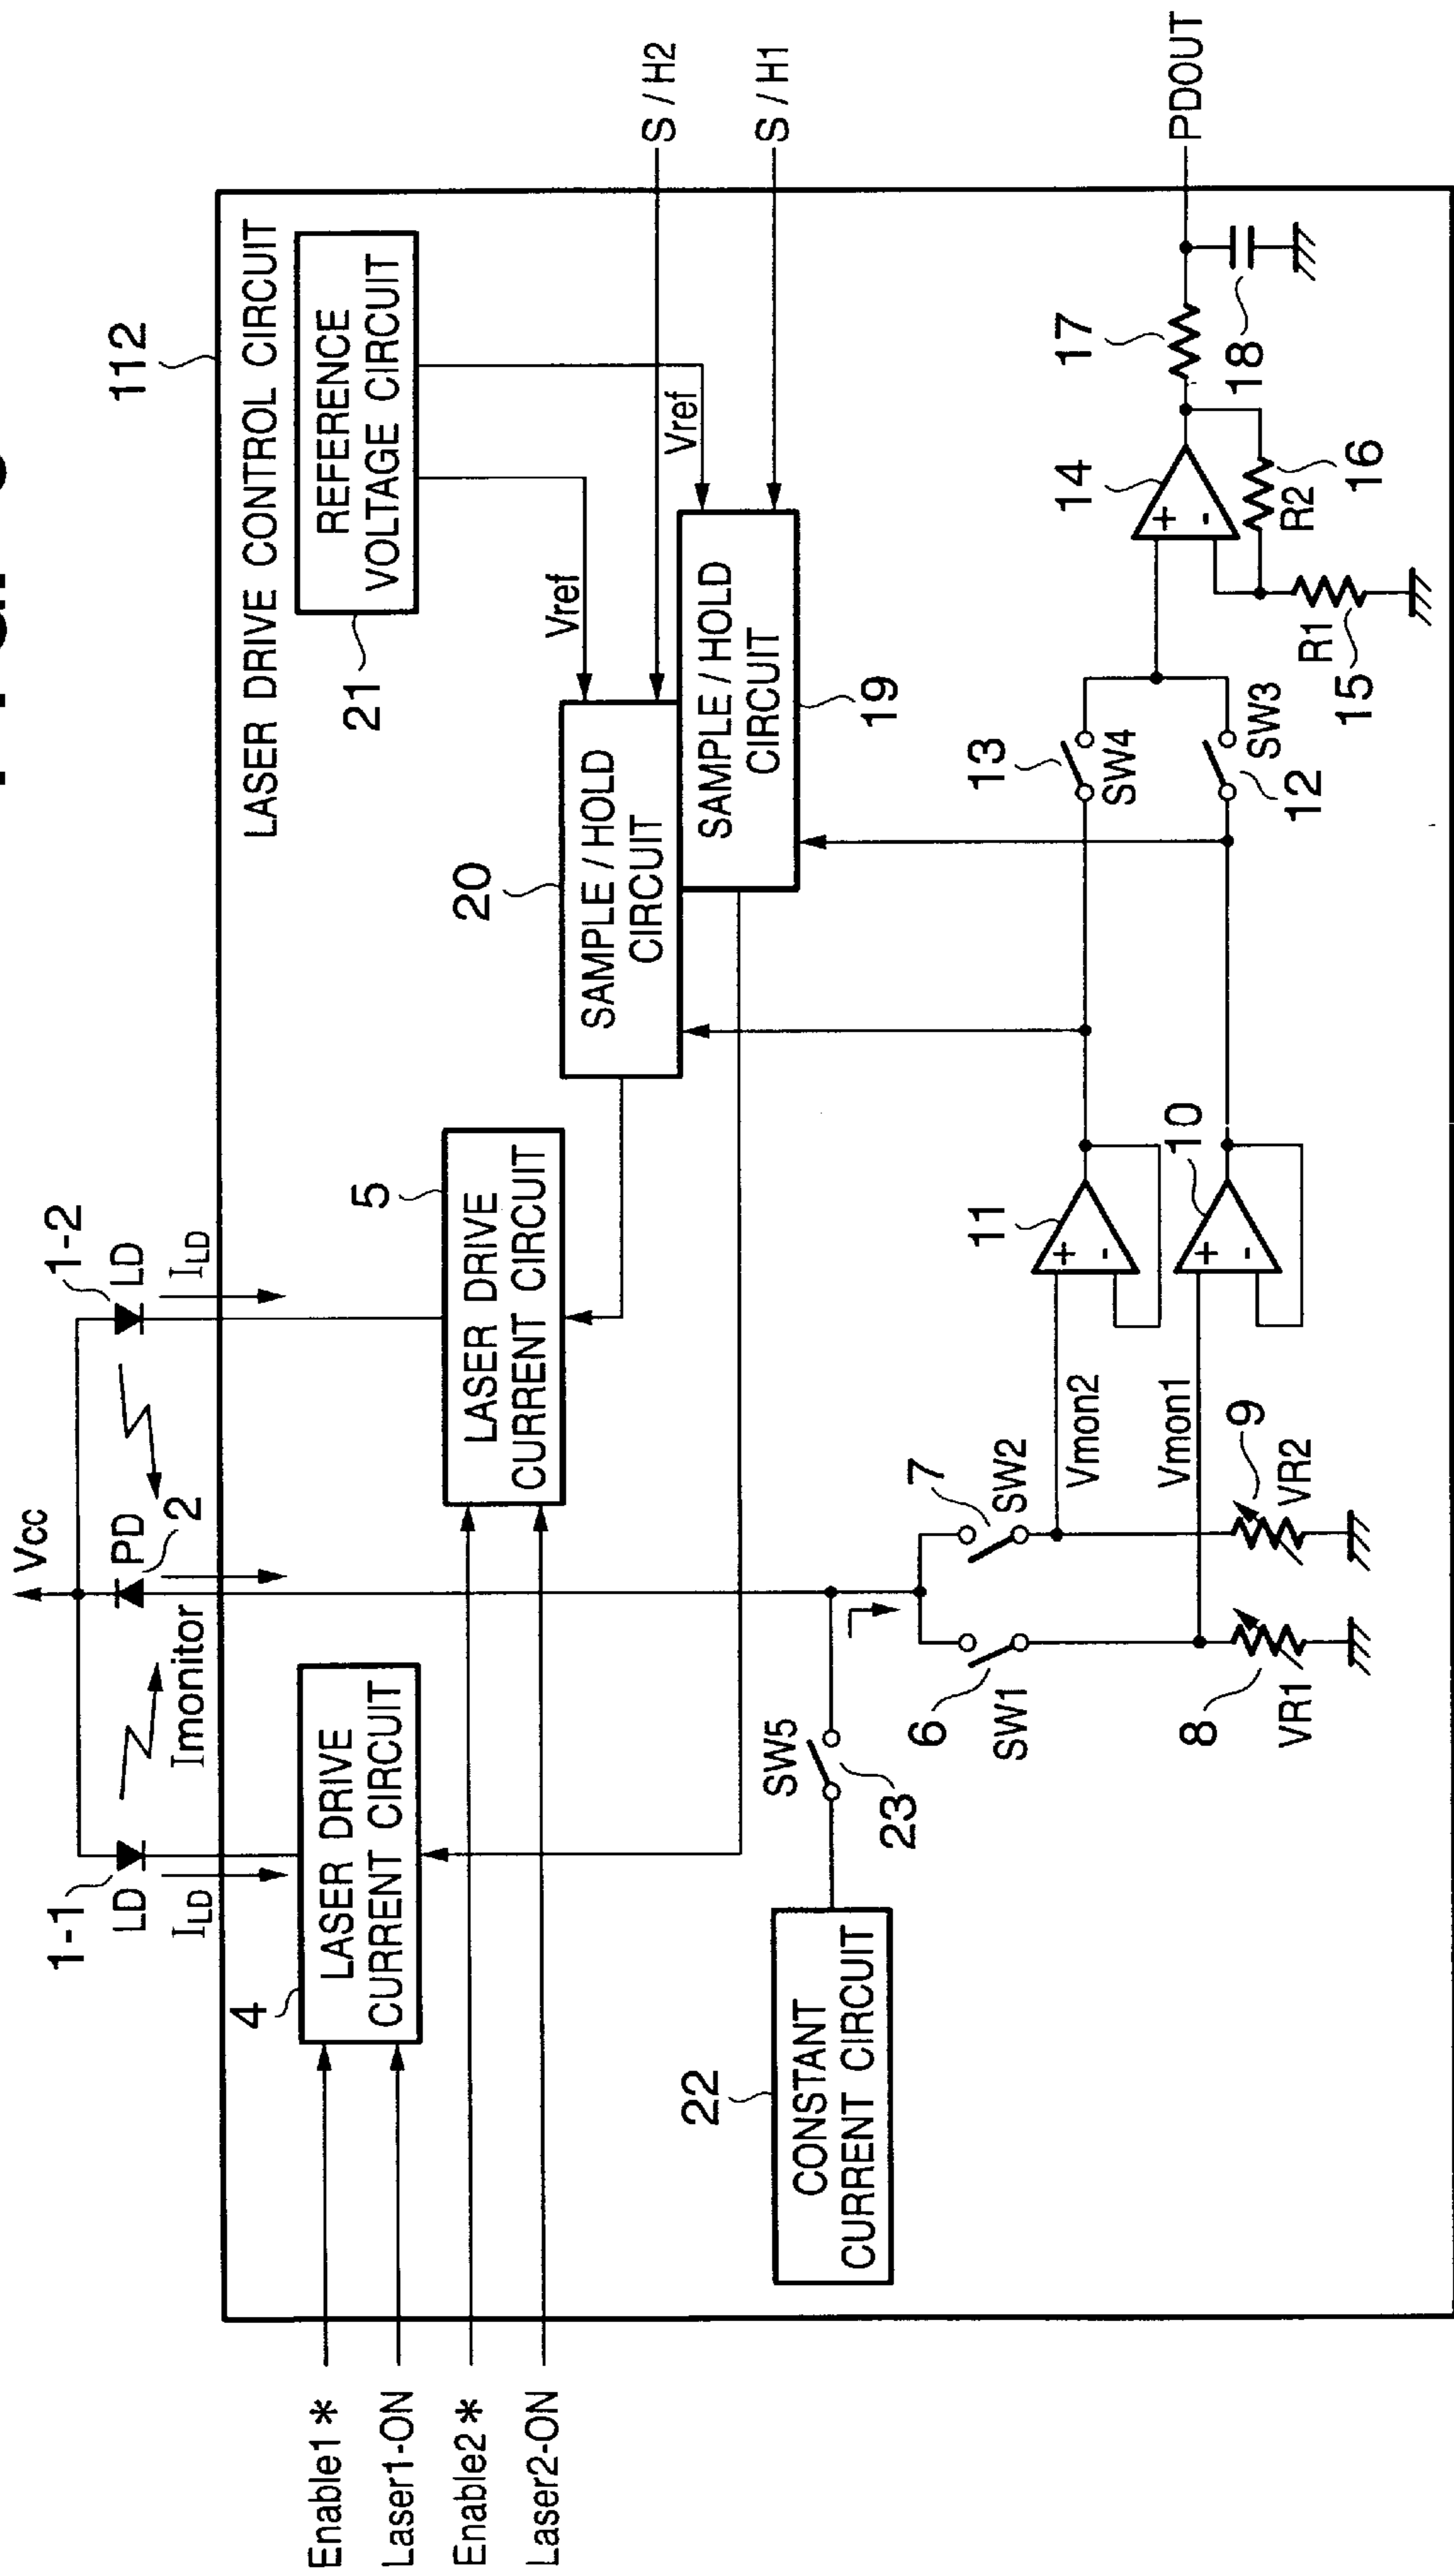 112
LASER DRIVE CONTROL CIRCUIT
Vcc
1-1
LD
ILD
Imonitor
PD
2
1-2
LD
ILD
Enable1*
Laser1-ON
Enable2*
Laser2-ON
4
LASER DRIVE
CURRENT CIRCUIT
5
LASER DRIVE
CURRENT CIRCUIT
20
SAMPLE / HOLD
CIRCUIT
SAMPLE / HOLD
CIRCUIT
19
21
REFERENCE
VOLTAGE CIRCUIT
Vref
Vref
S / H2
S / H1
22
CONSTANT
CURRENT CIRCUIT
SW5
23
6
SW1
7
SW2
8
VR1
9
VR2
Vmon2
Vmon1
11
+
-
10
+
-
13
SW4
SW3
12
14
+
-
R1
15
R2
16
17
18
PDOUT